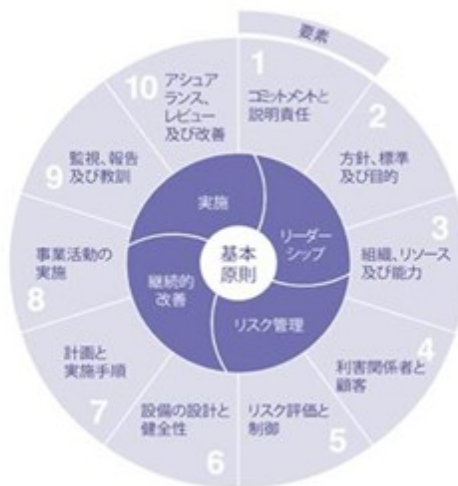 要素
1
コミットメントと
説明責任
2
方針、標準
及び目的
3
組織、リソース
及び能力
4
利害関係者と
顧客
5
リスク評価と
制御
6
設備の設計と
健全性
7
計画と
実施手順
8
事業活動の
実施
9
監視、報告
及び教訓
10
アシュア
ランス、
レビュー
及び改善
実施
リーダー
シップ
リスク管理
継続的
改善
基本
原則